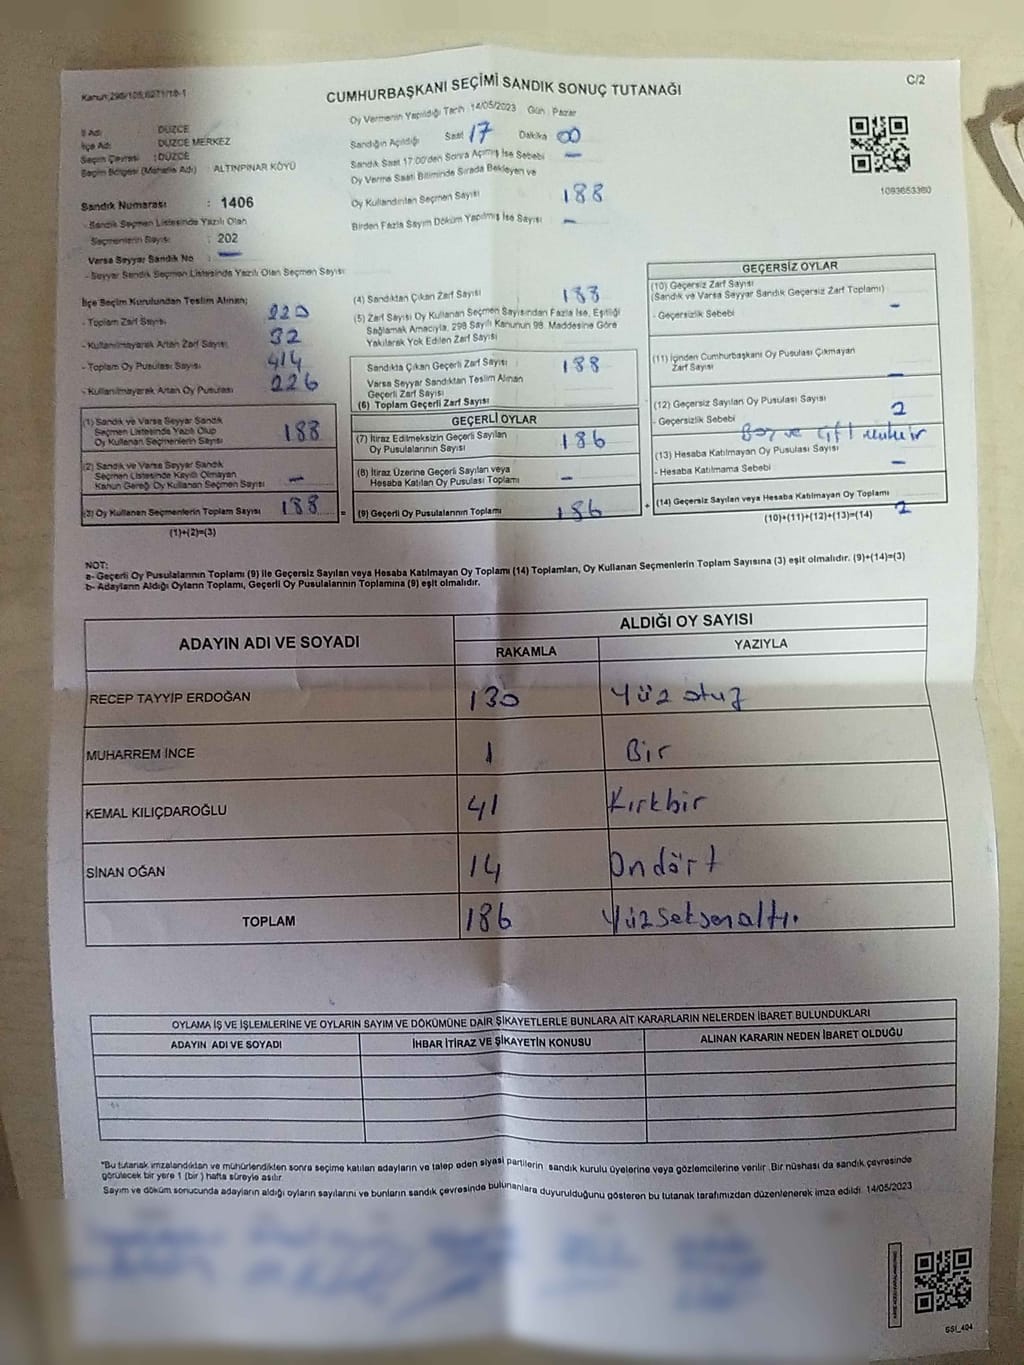 Kanun:298/105,6271/18-1
CUMHURBAŞKANI SEÇİMİ SANDIK SONUÇ TUTANAĞI
C/2
Oy Vermenin Yapıldığı Tarih 14/05/2023 Gün : Pazar
İl Adı : DÜZCE
İlçe Adı : DÜZCE MERKEZ
Seçim Çevresi : DÜZCE
Seçim Bölgesi (Mahalle Adı) : ALTINPINAR KÖYÜ
Sandığın Açıldığı Saat 17 Dakika 00
Sandık Saat 17:00'den Sonra Açılmış İse Sebebi –
Oy Verme Saati Bitiminde Sırada Bekleyen ve
Oy Kullandırılan Seçmen Sayısı 188
Birden Fazla Sayım Döküm Yapılmış İse Sayısı –
1093653360
Sandık Numarası : 1406
- Sandık Seçmen Listesinde Yazılı Olan
Seçmenlerin Sayısı : 202
Varsa Seyyar Sandık No –
- Seyyar Sandık Seçmen Listesinde Yazılı Olan Seçmen Sayısı:
İlçe Seçim Kurulundan Teslim Alınan;
- Toplam Zarf Sayısı 220
- Kullanılmayarak Artan Zarf Sayısı 32
- Toplam Oy Pusulası Sayısı 414
- Kullanılmayarak Artan Oy Pusulası 226
(1) Sandık ve Varsa Seyyar Sandık
Seçmen Listesinde Yazılı Olup
Oy Kullanan Seçmenlerin Sayısı 188
(2) Sandık ve Varsa Seyyar Sandık
Seçmen Listesinde Kayıtlı Olmayan
Kanun Gereği Oy Kullanan Seçmen Sayısı –
(3) Oy Kullanan Seçmenlerin Toplam Sayısı 188 =
(1)+(2)=(3)
(4) Sandıktan Çıkan Zarf Sayısı 188
(5) Zarf Sayısı Oy Kullanan Seçmen Sayısından Fazla İse, Eşitliği
Sağlamak Amacıyla, 298 Sayılı Kanunun 98. Maddesine Göre
Yakılarak Yok Edilen Zarf Sayısı
Sandıkta Çıkan Geçerli Zarf Sayısı : 188
Varsa Seyyar Sandıktan Teslim Alınan
Geçerli Zarf Sayısı
(6) Toplam Geçerli Zarf Sayısı
GEÇERLİ OYLAR
(7) İtiraz Edilmeksizin Geçerli Sayılan
Oy Pusulasının Sayısı 186
(8) İtiraz Üzerine Geçerli Sayılan veya
Hesaba Katılan Oy Pusulası Toplamı –
(9) Geçerli Oy Pusulalarının Toplamı 186 +
GEÇERSİZ OYLAR
(10) Geçersiz Zarf Sayısı
(Sandık ve Varsa Seyyar Sandık Geçersiz Zarf Toplamı)
- Geçersizlik Sebebi –
(11) İçinden Cumhurbaşkanı Oy Pusulası Çıkmayan
Zarf Sayısı –
(12) Geçersiz Sayılan Oy Pusulası Sayısı 2
- Geçersizlik Sebebi Boş ve çift mühür
(13) Hesaba Katılmayan Oy Pusulası Sayısı
- Hesaba Katılmama Sebebi –
(14) Geçersiz Sayılan veya Hesaba Katılmayan Oy Toplamı 2
(10)+(11)+(12)+(13)=(14)
NOT:
a- Geçerli Oy Pusulalarının Toplamı (9) ile Geçersiz Sayılan veya Hesaba Katılmayan Oy Toplamı (14) Toplamları, Oy Kullanan Seçmenlerin Toplam Sayısına (3) eşit olmalıdır. (9)+(14)=(3)
b- Adayların Aldığı Oyların Toplamı, Geçerli Oy Pusulalarının Toplamına (9) eşit olmalıdır.
ADAYIN ADI VE SOYADI
ALDIĞI OY SAYISI
RAKAMLA YAZIYLA
RECEP TAYYİP ERDOĞAN 130 Yüz otuz
MUHARREM İNCE 1 Bir
KEMAL KILIÇDAROĞLU 41 Kırkbir
SİNAN OĞAN 14 Ondört
TOPLAM 186 Yüzseksenaltı.
OYLAMA İŞ VE İŞLEMLERİNE VE OYLARIN SAYIM VE DÖKÜMÜNE DAİR ŞİKAYETLERLE BUNLARA AİT KARARLARIN NELERDEN İBARET BULUNDUKLARI
ADAYIN ADI VE SOYADI İHBAR İTİRAZ VE ŞİKAYETİN KONUSU ALINAN KARARIN NEDEN İBARET OLDUĞU
*Bu tutanak imzalandıktan ve mühürlendikten sonra seçime katılan adayların ve talep eden siyasi partilerin sandık kurulu üyelerine veya gözlemcilerine verilir. Bir nüshası da sandık çevresinde
görülecek bir yere 1 (bir) hafta süreyle asılır.
Sayım ve döküm sonucunda adayların aldığı oyların sayılarını ve bunların sandık çevresinde bulunanlara duyurulduğunu gösteren bu tutanak tarafımızdan düzenlenerek imza edildi. 14/05/2023